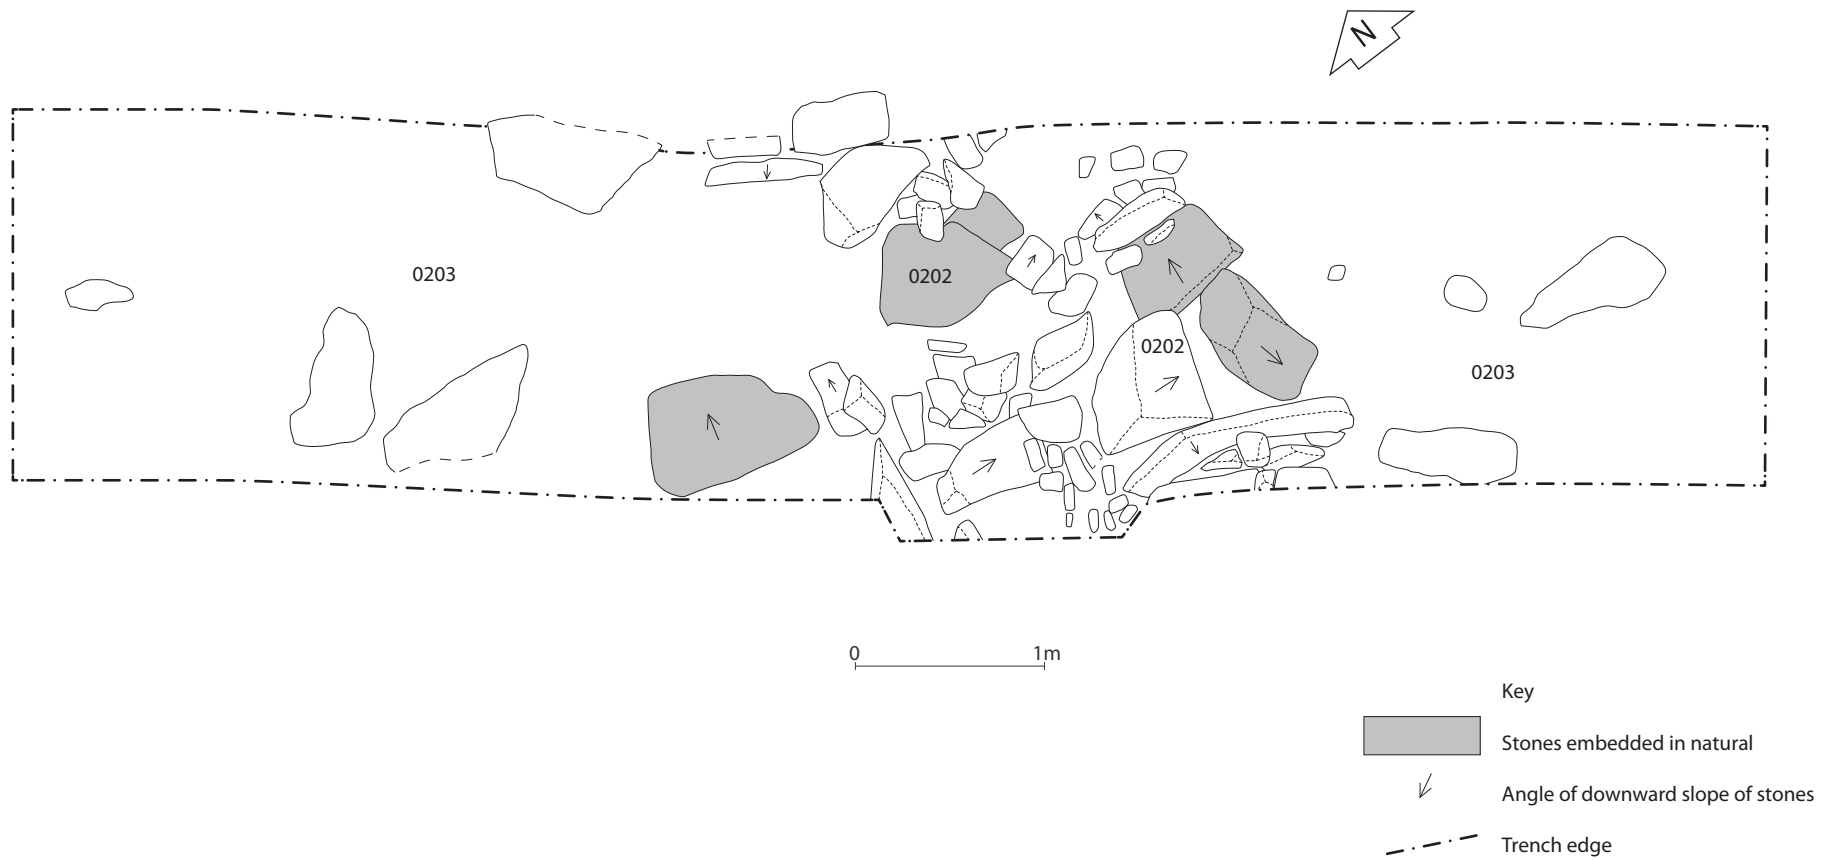 N
0203
0202
0202
0203
0 1m
Key
Stones embedded in natural
Angle of downward slope of stones
Trench edge